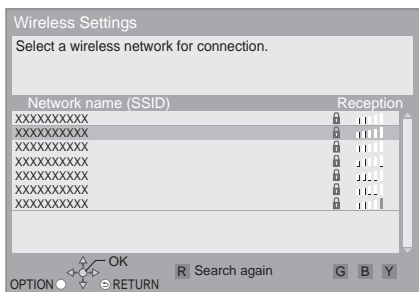 Wireless Settings
Select a wireless network for connection.
Network name (SSID) Reception
XXXXXXXXXX
XXXXXXXXXX
XXXXXXXXXX
XXXXXXXXXX
XXXXXXXXXX
XXXXXXXXXX
XXXXXXXXXX
OK
OPTION RETURN
R Search again G B Y